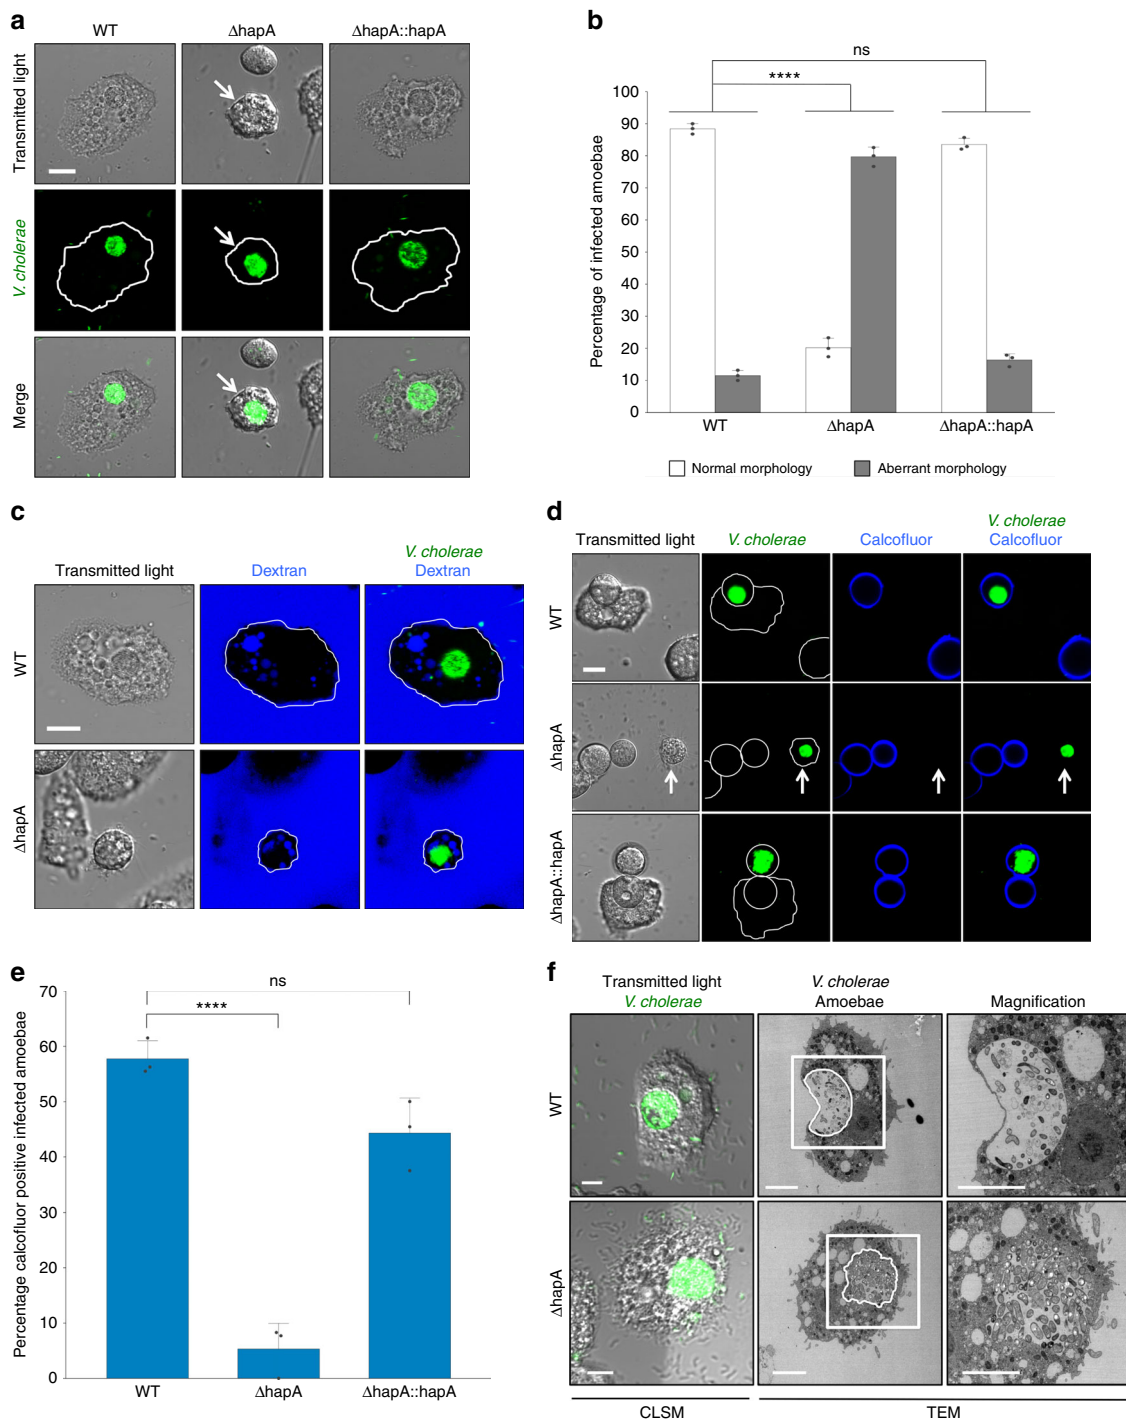 a
WT ΔhapA ΔhapA::hapA
Transmitted light
V. cholerae
Merge
b
ns
****
Percentage of infected amoebae
100
90
80
70
60
50
40
30
20
10
0
WT ΔhapA ΔhapA::hapA
Normal morphology Aberrant morphology
c
V. cholerae
Transmitted light Dextran Dextran
WT
ΔhapA
d
V. cholerae
Transmitted light V. cholerae Calcofluor Calcofluor
WT
ΔhapA
ΔhapA::hapA
e
ns
****
Percentage calcofluor positive infected amoebae
70
60
50
40
30
20
10
0
WT ΔhapA ΔhapA::hapA
f
Transmitted light V. cholerae
V. cholerae Amoebae Magnification
WT
ΔhapA
CLSM TEM